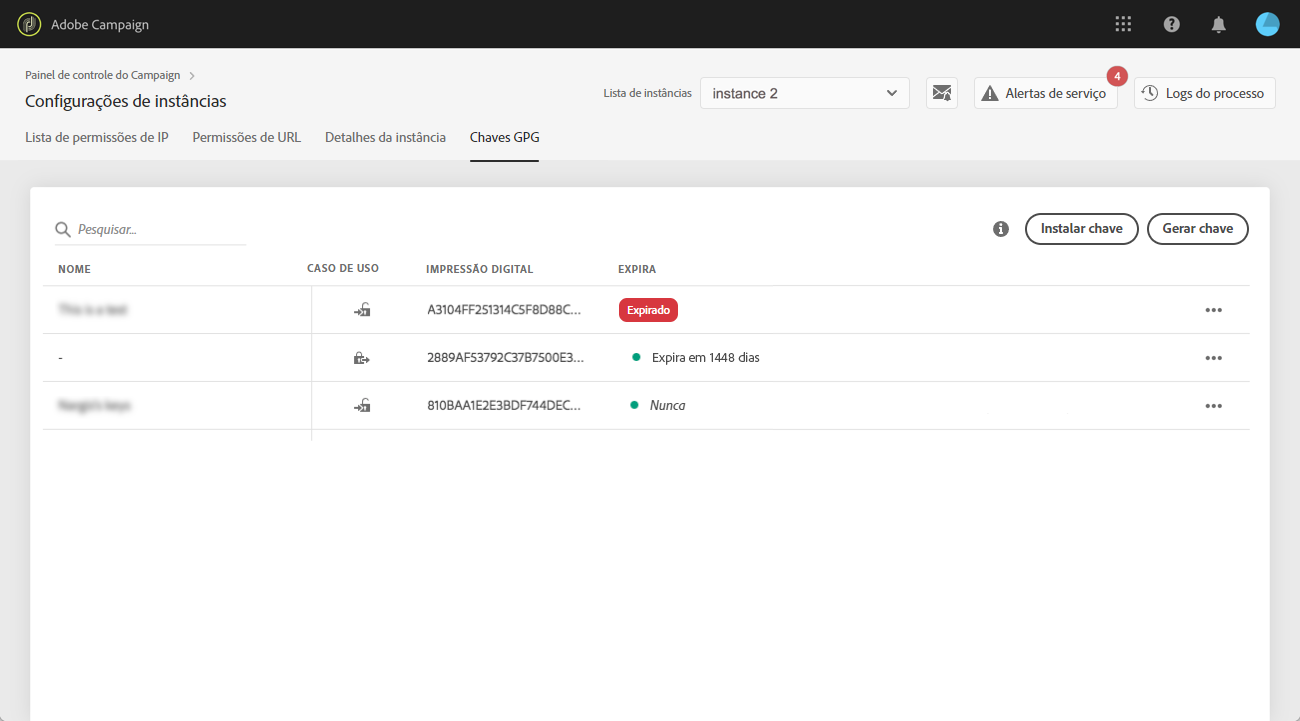 Adobe Campaign
Painel de controle do Campaign
Configurações de instâncias
Lista de instâncias
instance 2
Alertas de serviço
4
Logs do processo
Lista de permissões de IP
Permissões de URL
Detalhes da instância
Chaves GPG
Pesquisar...
Instalar chave
Gerar chave
NOME
CASO DE USO
IMPRESSÃO DIGITAL
EXPIRA
A3104FF251314C5F8D88C...
Expirado
-
2889AF53792C37B7500E3...
Expira em 1448 dias
810BAA1E2E3BDF744DEC...
Nunca